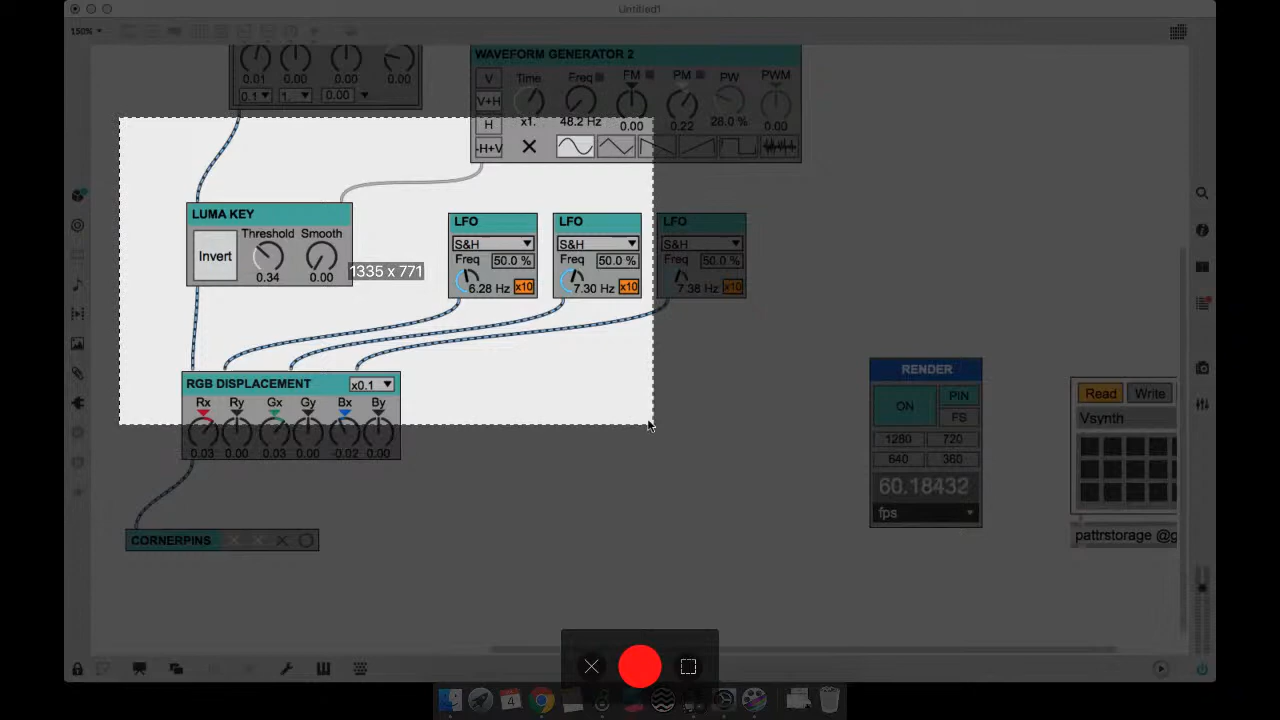 Untitled1
150%
0.01 0.00 0.00 0.00
0.1 1. 0.00
WAVEFORM GENERATOR 2
V Time Freq FM PM PW PWM
V+H
x1. 48.2 Hz 0.00 0.22 28.0 % 0.00
H
-H+V
LUMA KEY
Threshold Smooth
Invert
0.34 0.00
1335 x 771
LFO
S&H
Freq 50.0 %
6.28 Hz x10
LFO
S&H
Freq 50.0 %
7.30 Hz x10
LFO
S&H
Freq 50.0 %
7.38 Hz x10
RGB DISPLACEMENT x0.1
Rx Ry Gx Gy Bx By
0.03 0.00 0.03 0.00 -0.02 0.00
CORNERPINS
RENDER
ON PIN
FS
1280 720
640 360
60.18432
fps
Read Write
Vsynth
pattrstorage @g
4